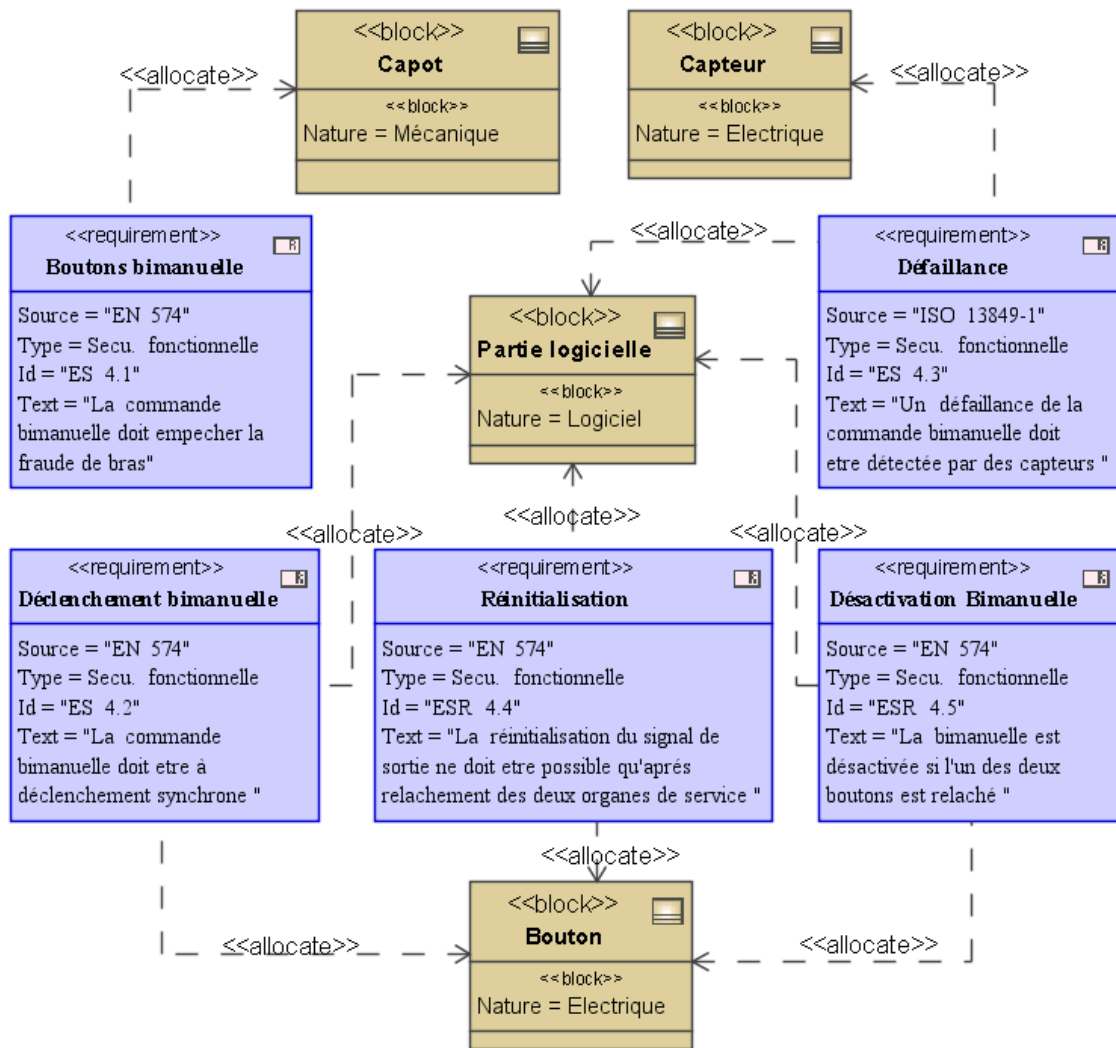 <<block>>
Capot
<<block>>
Nature = Mécanique
<<block>>
Capteur
<<block>>
Nature = Electrique
<<allocate>>
<<allocate>>
<<requirement>>
Boutons bimanuelle
Source = "EN 574"
Type = Secu. fonctionnelle
Id = "ES 4.1"
Text = "La commande
bimanuelle doit empecher la
fraude de bras"
<<allocate>>
<<block>>
Partie logicielle
<<block>>
Nature = Logiciel
<<requirement>>
Défaillance
Source = "ISO 13849-1"
Type = Secu. fonctionnelle
Id = "ES 4.3"
Text = "Un défaillance de la
commande bimanuelle doit
etre détectée par des capteurs "
<<allocate>>
<<allocate>>
<<allocate>>
<<requirement>>
Déclenchement bimanuelle
Source = "EN 574"
Type = Secu. fonctionnelle
Id = "ES 4.2"
Text = "La commande
bimanuelle doit etre à
déclenchement synchrone "
<<requirement>>
Réinitialisation
Source = "EN 574"
Type = Secu. fonctionnelle
Id = "ESR 4.4"
Text = "La réinitialisation du signal de
sortie ne doit etre possible qu'aprés
relachement des deux organes de service "
<<requirement>>
Désactivation Bimanuelle
Source = "EN 574"
Type = Secu. fonctionnelle
Id = "ESR 4.5"
Text = "La bimanuelle est
désactivée si l'un des deux
boutons est relaché "
<<allocate>>
<<allocate>>
<<allocate>>
<<block>>
Bouton
<<block>>
Nature = Electrique